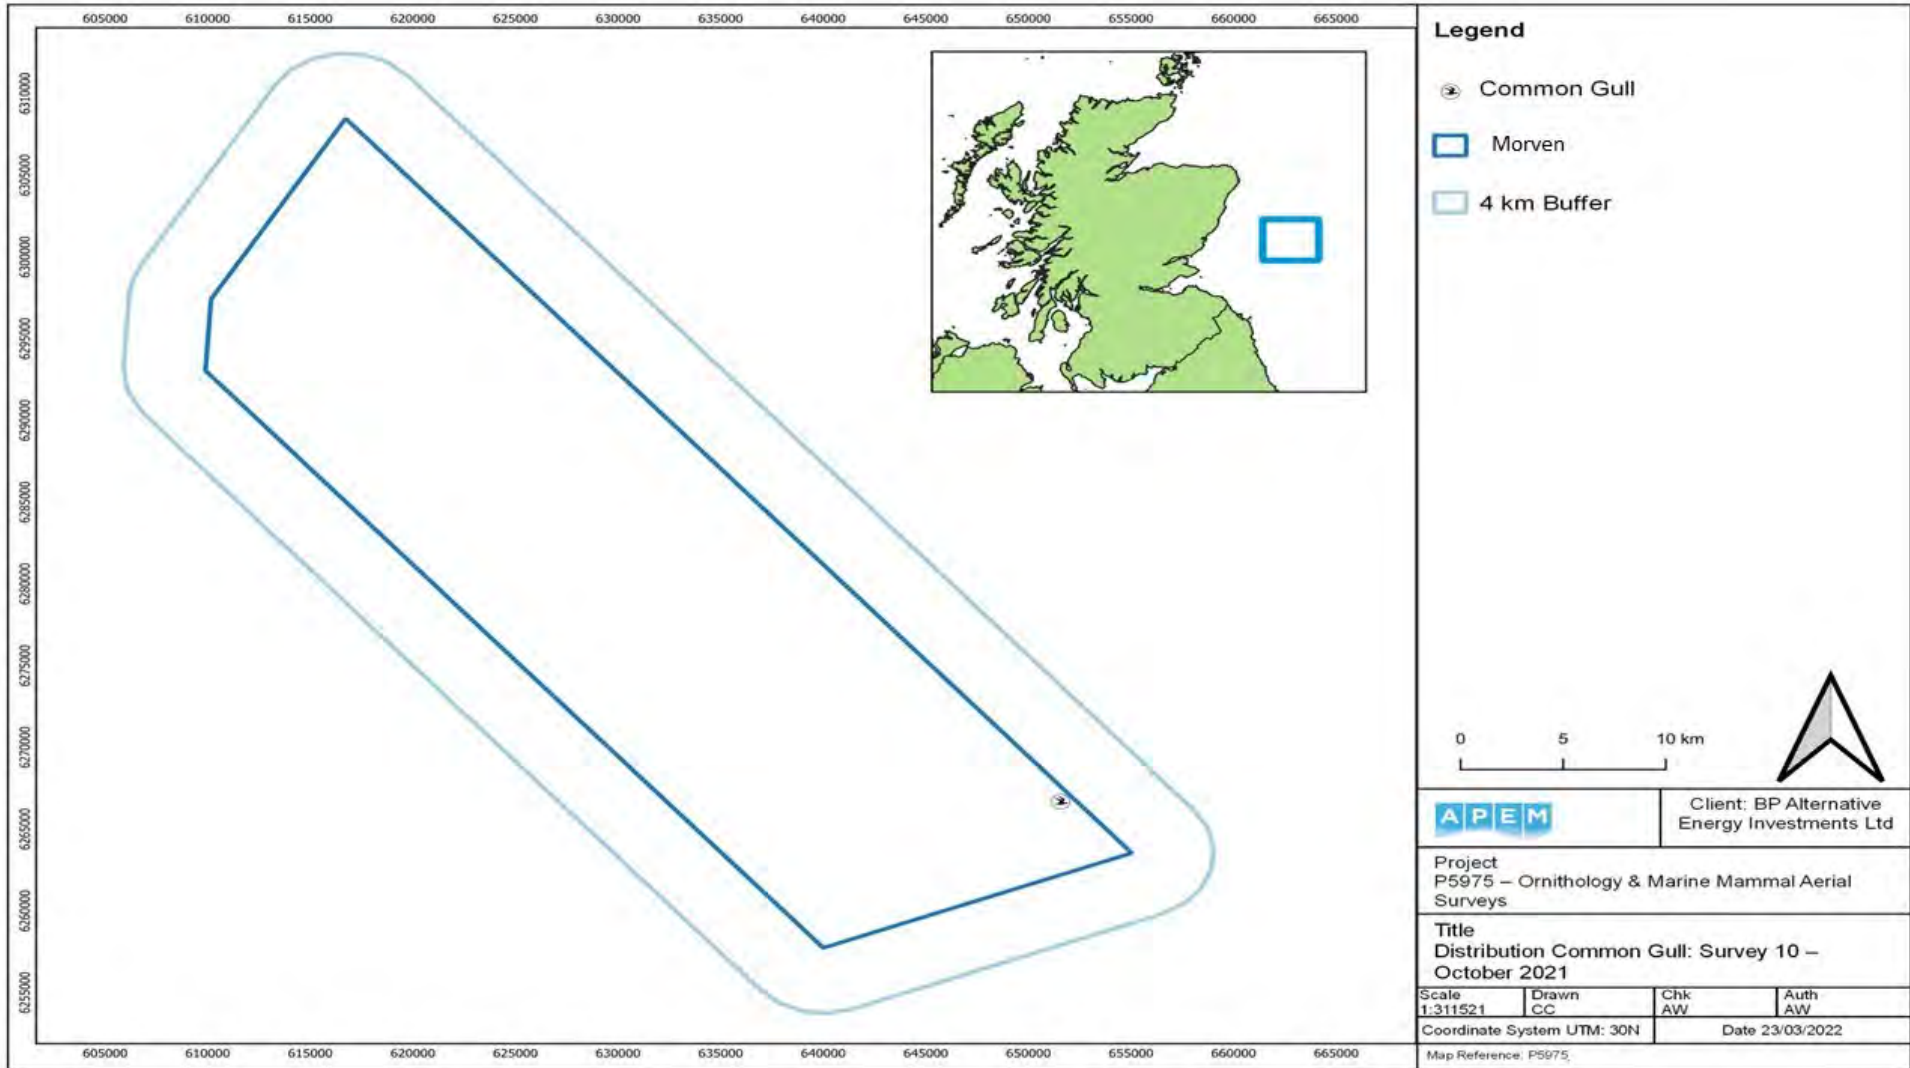 605000 610000 615000 620000 625000 630000 635000 640000 645000 650000 655000 660000 665000
6310000
6305000
6300000
6295000
6290000
6285000
6280000
6275000
6270000
6265000
6260000
6255000
605000 610000 615000 620000 625000 630000 635000 640000 645000 650000 655000 660000 665000
Legend
Common Gull
Morven
4 km Buffer
0 5 10 km
APEM
Client: BP Alternative
Energy Investments Ltd
Project
P5975 – Ornithology & Marine Mammal Aerial
Surveys
Title
Distribution Common Gull: Survey 10 –
October 2021
Scale
1:311521
Drawn
CC
Chk
AW
Auth
AW
Coordinate System UTM: 30N
Date 23/03/2022
Map Reference: P5975